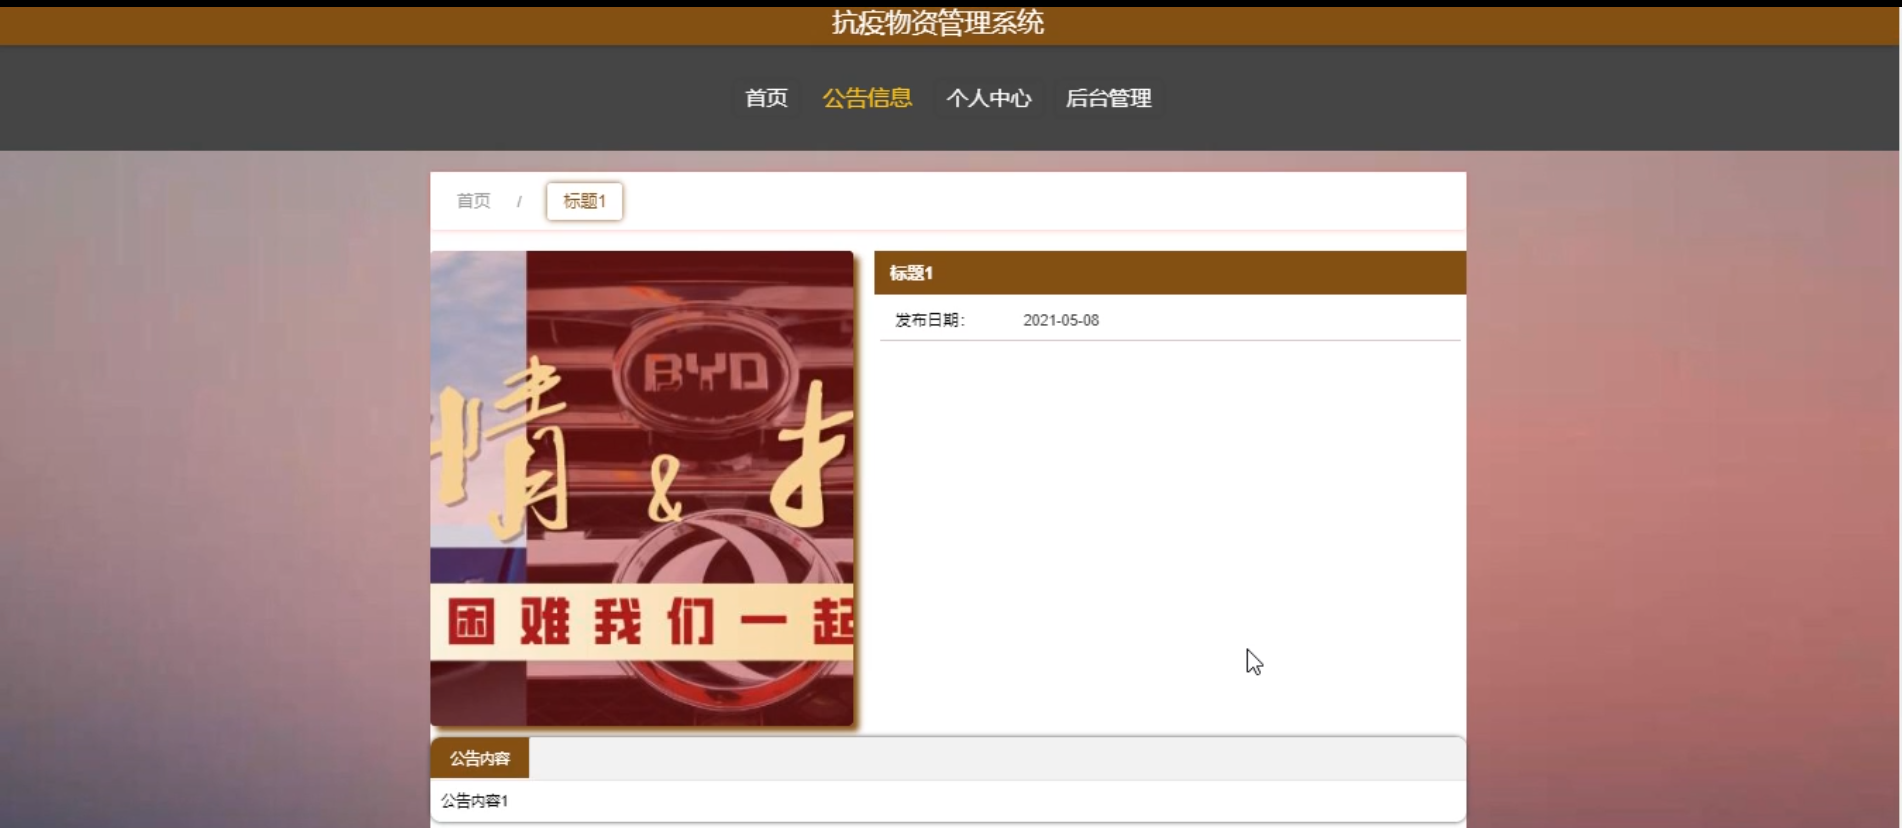 抗疫物资管理系统
首页 公告信息 个人中心 后台管理
首页 / 标题1
标题1
发布日期： 2021-05-08
BYD
情 &
困难我们一起
公告内容
公告内容1